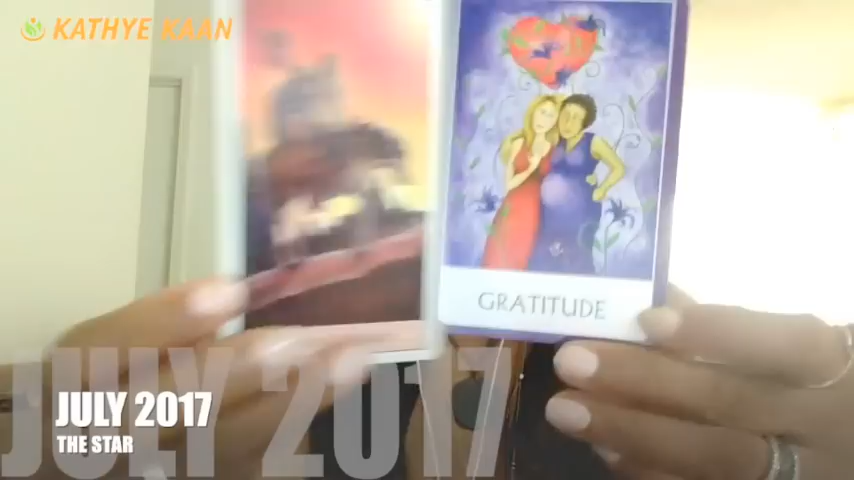 KATHYE KAAN
GRATITUDE
JULY 2017
JULY 2017
THE STAR